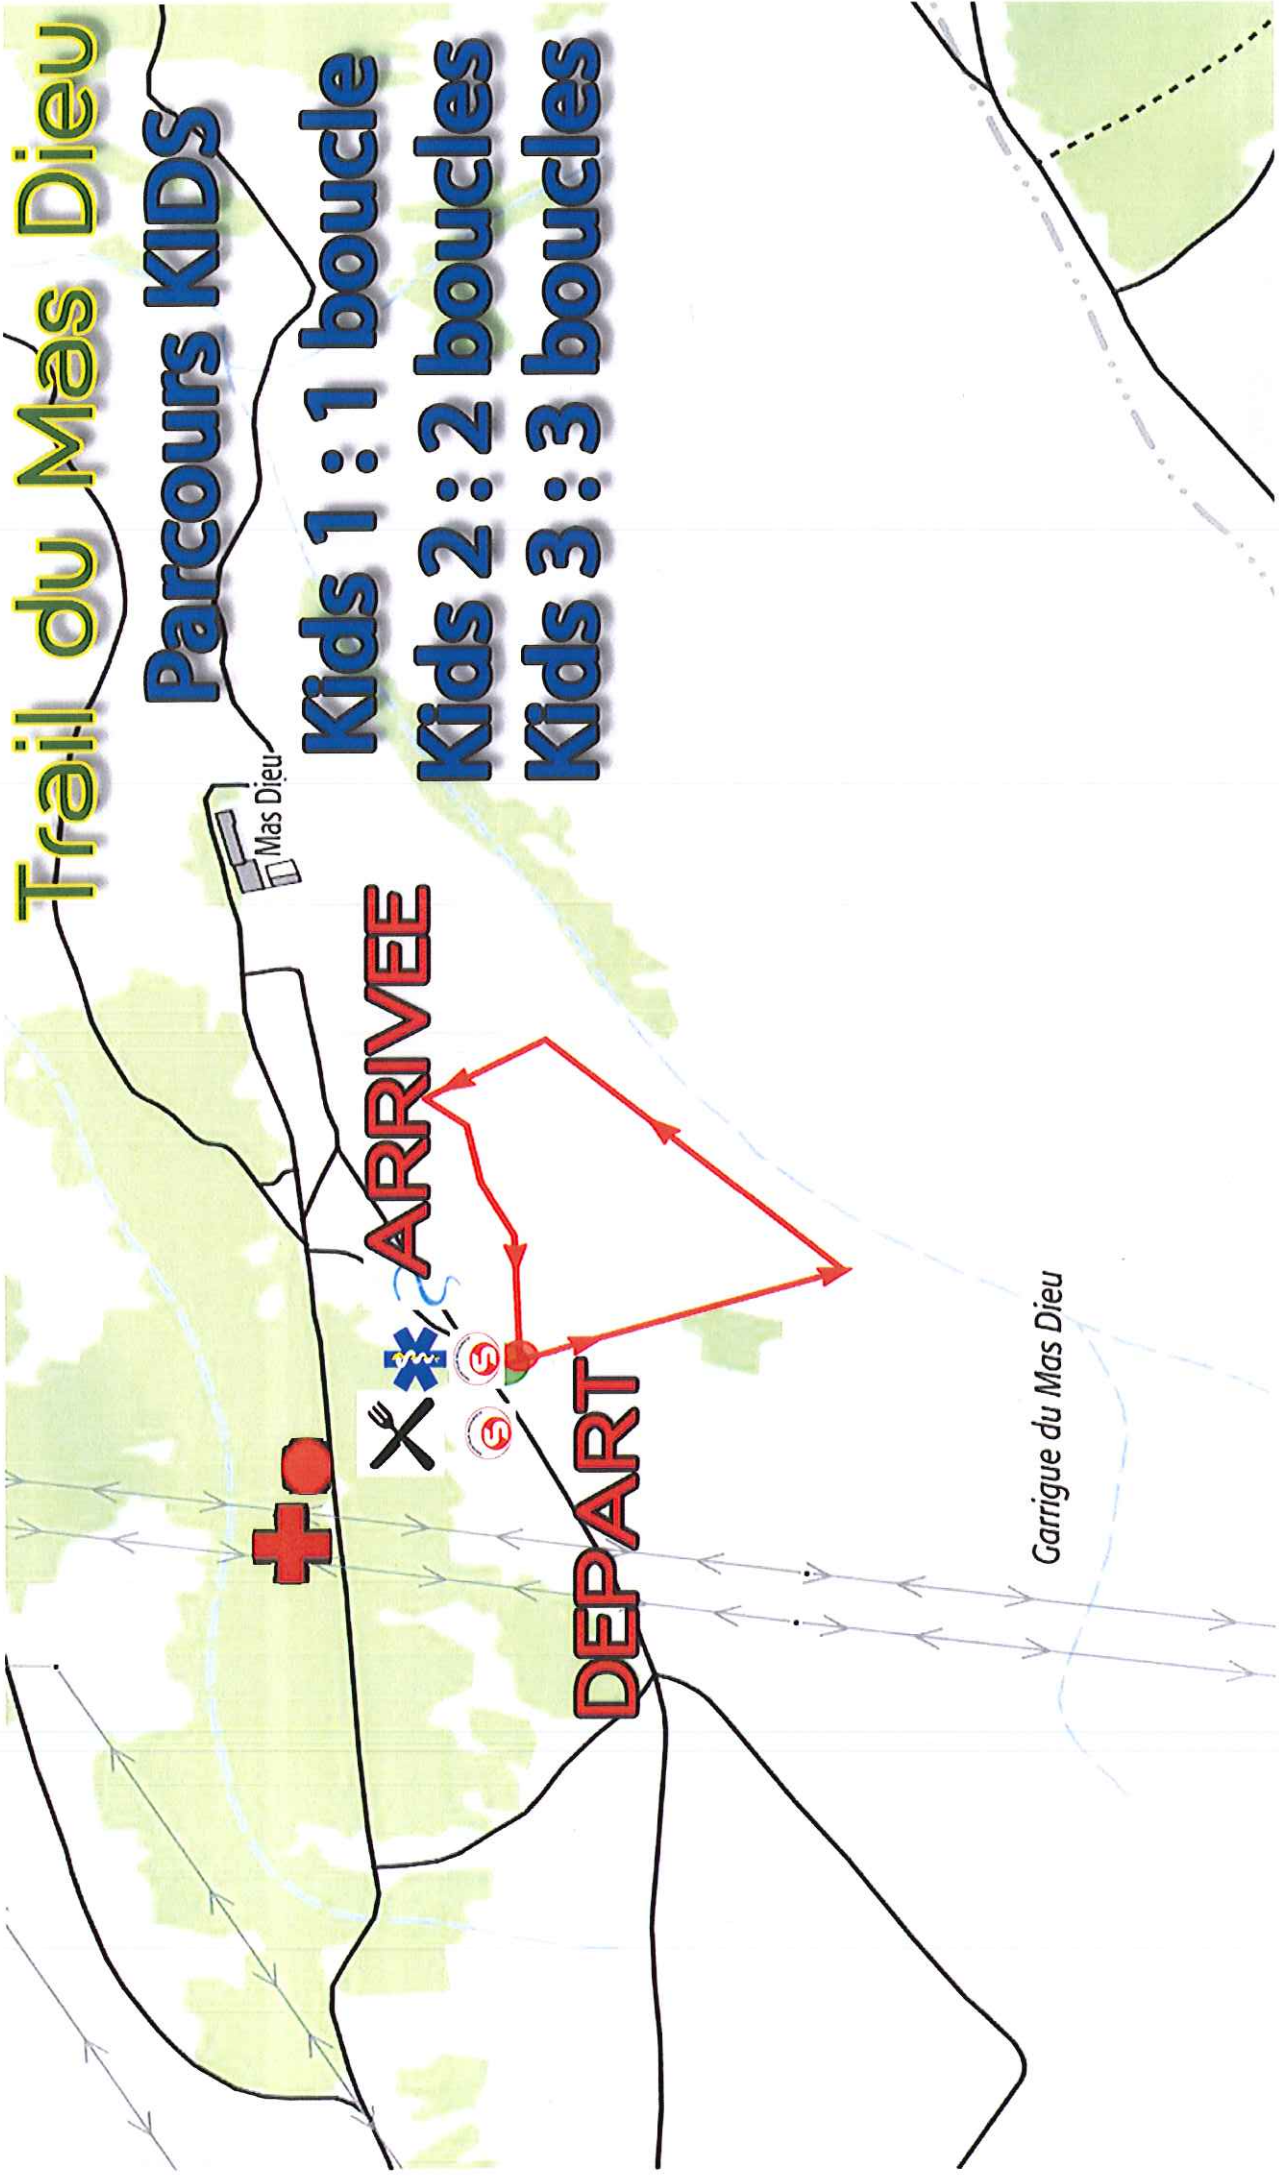 Trail du Mas Dieu
Parcours KIDS
Kids 1 : 1 boucle
Kids 2 : 2 boucles
Kids 3 : 3 boucles
Mas Dieu
ARRIVEE
DEPART
Garrigue du Mas Dieu